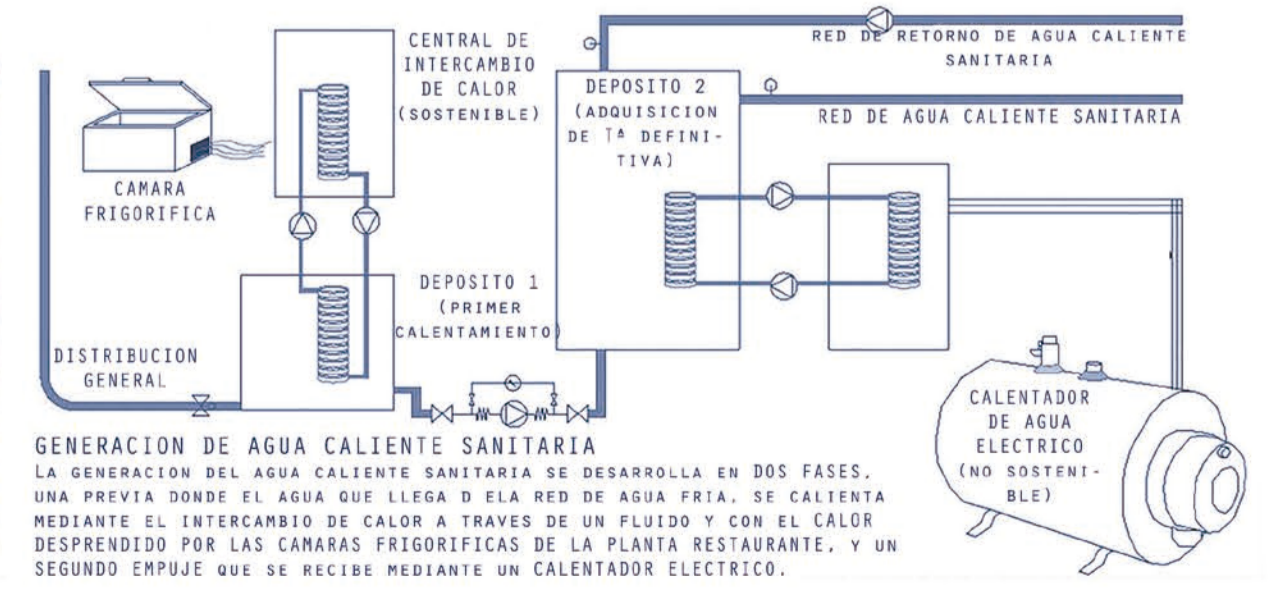 CENTRAL DE
INTERCAMBIO
DE CALOR
(SOSTENIBLE)
CAMARA
FRIGORIFICA
DEPOSITO 1
(PRIMER
CALENTAMIENTO)
DISTRIBUCION
GENERAL
DEPOSITO 2
(ADQUISICION
DE Tª DEFINI-
TIVA)
RED DE RETORNO DE AGUA CALIENTE
SANITARIA
RED DE AGUA CALIENTE SANITARIA
CALENTADOR
DE AGUA
ELECTRICO
(NO SOSTENI-
BLE)
GENERACION DE AGUA CALIENTE SANITARIA
LA GENERACION DEL AGUA CALIENTE SANITARIA SE DESARROLLA EN DOS FASES.
UNA PREVIA DONDE EL AGUA QUE LLEGA D ELA RED DE AGUA FRIA, SE CALIENTA
MEDIANTE EL INTERCAMBIO DE CALOR A TRAVES DE UN FLUIDO Y CON EL CALOR
DESPRENDIDO POR LAS CAMARAS FRIGORIFICAS DE LA PLANTA RESTAURANTE, Y UN
SEGUNDO EMPUJE QUE SE RECIBE MEDIANTE UN CALENTADOR ELECTRICO.